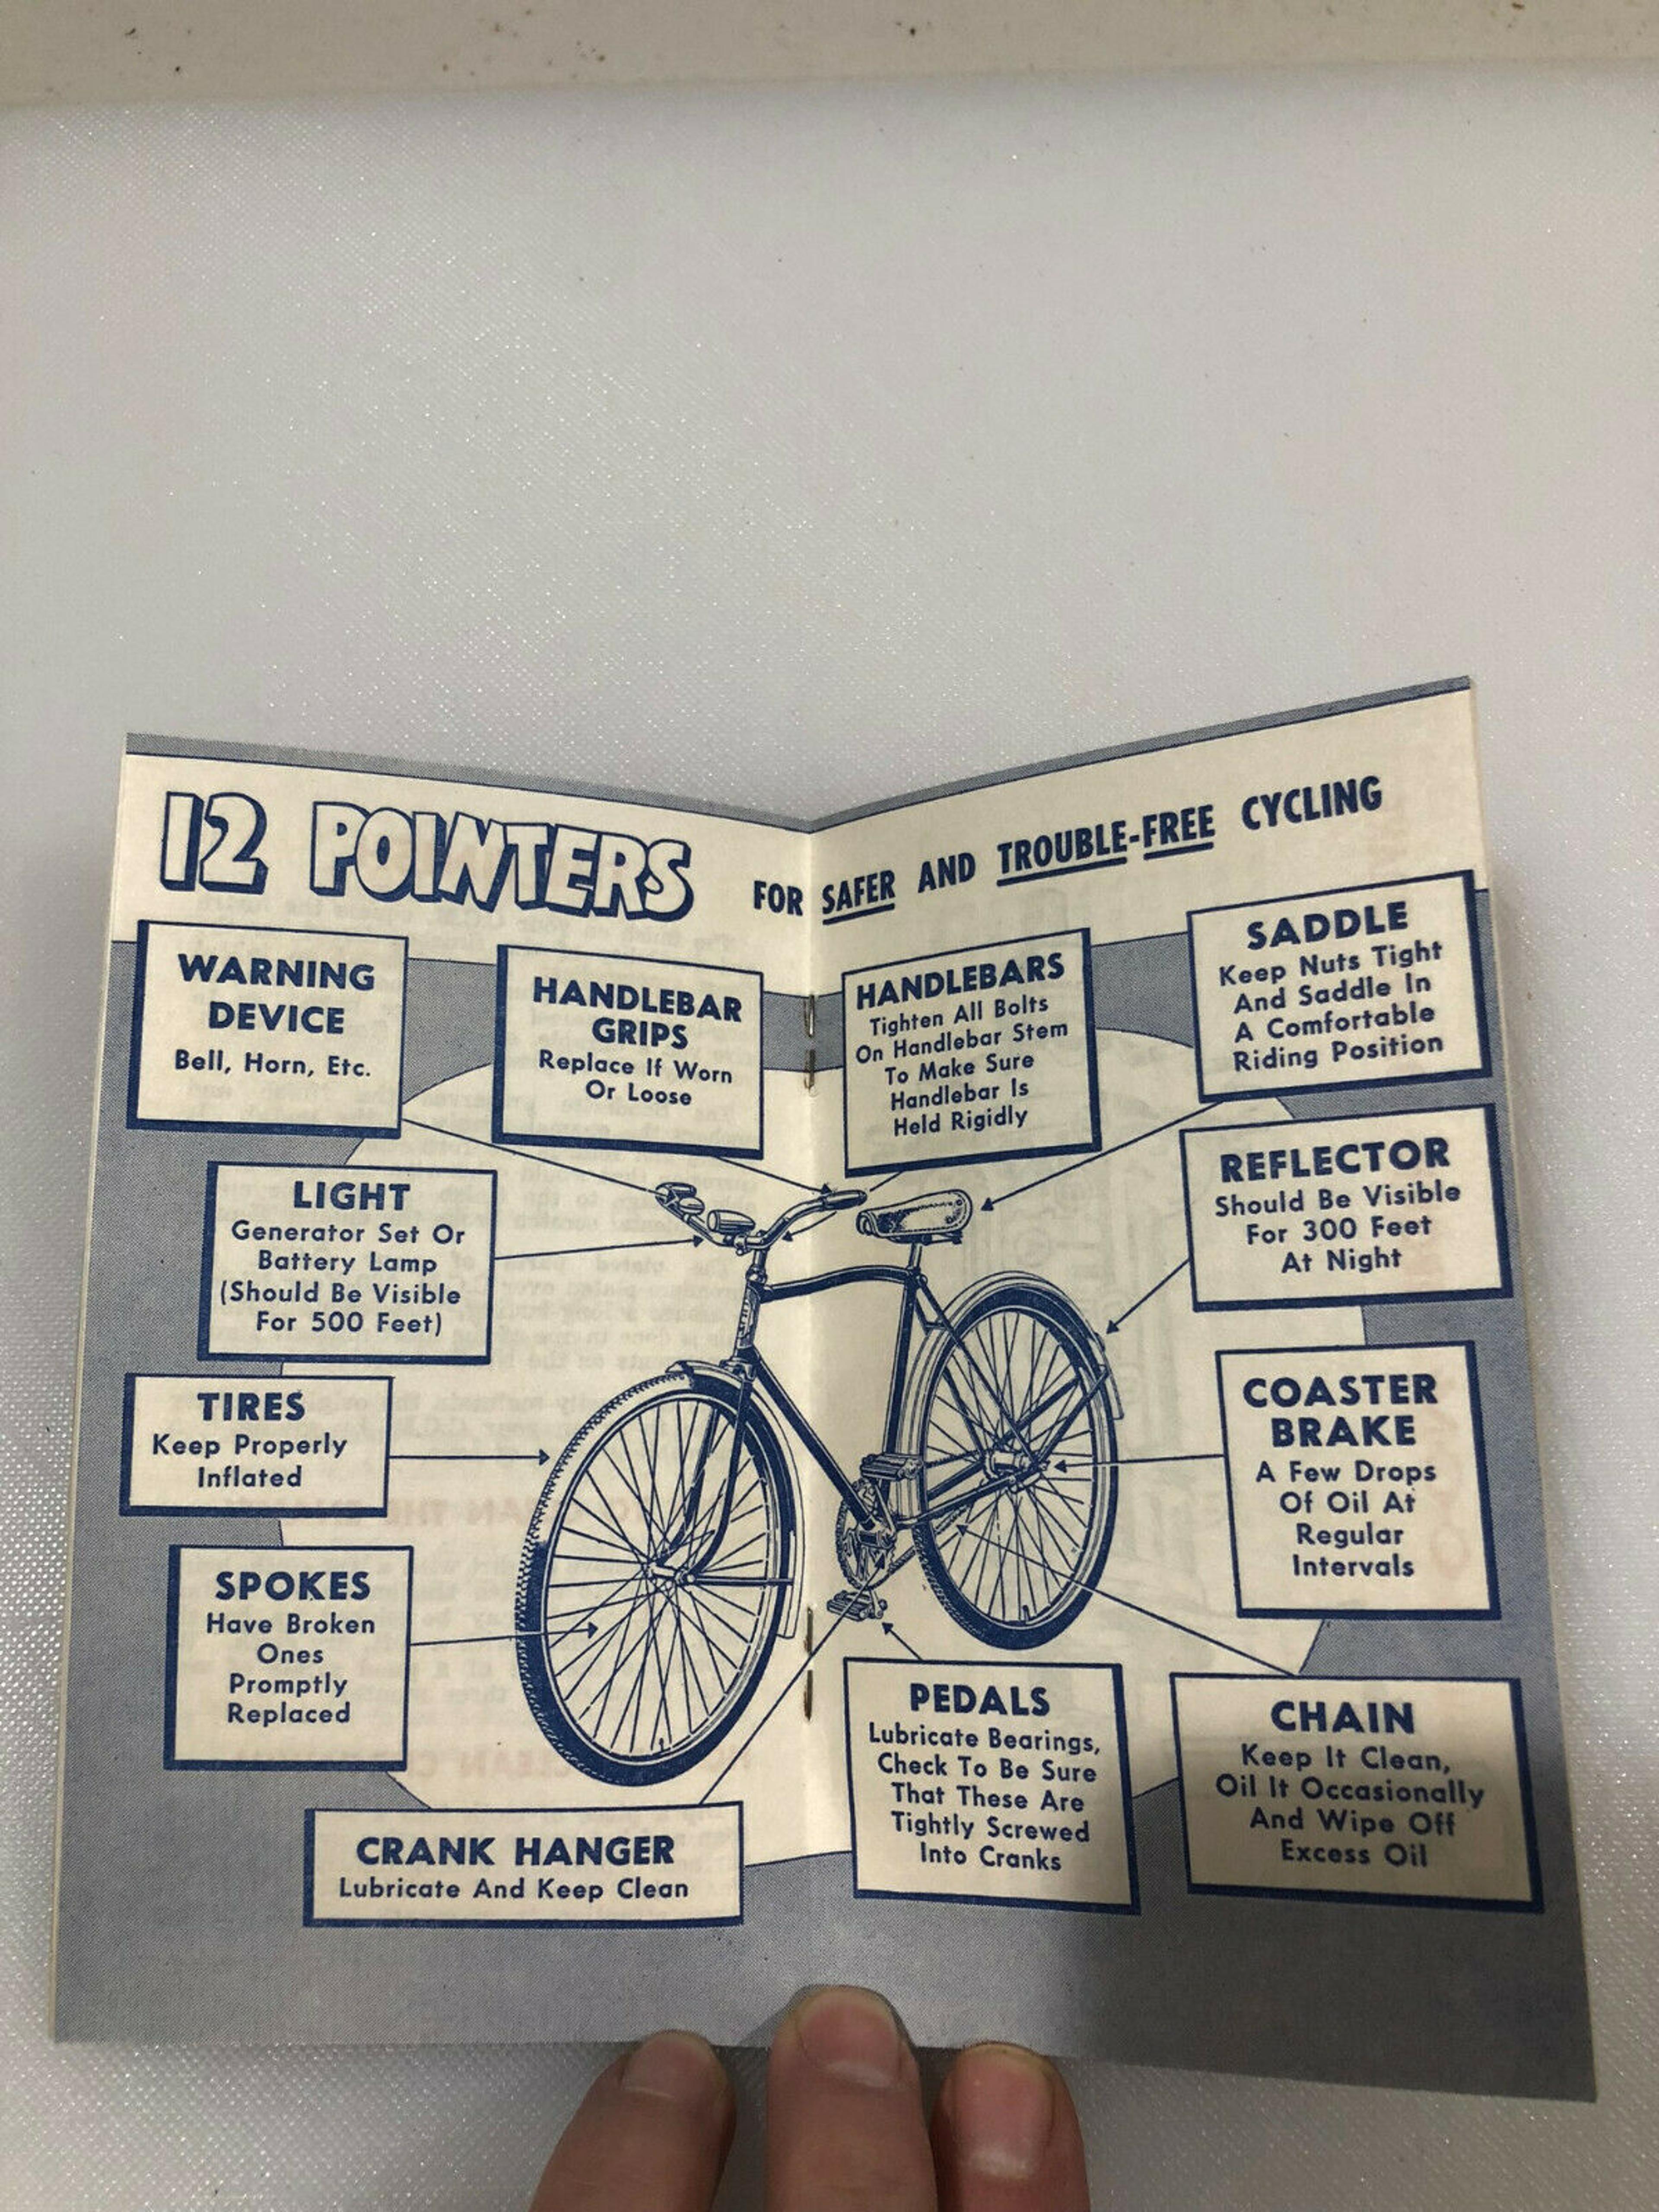 12 POINTERS FOR SAFER AND TROUBLE-FREE CYCLING
WARNING
DEVICE
Bell, Horn, Etc.
HANDLEBAR
GRIPS
Replace If Worn
Or Loose
HANDLEBARS
Tighten All Bolts
On Handlebar Stem
To Make Sure
Handlebar Is
Held Rigidly
SADDLE
Keep Nuts Tight
And Saddle In
A Comfortable
Riding Position
LIGHT
Generator Set Or
Battery Lamp
(Should Be Visible
For 500 Feet)
REFLECTOR
Should Be Visible
For 300 Feet
At Night
TIRES
Keep Properly
Inflated
COASTER
BRAKE
A Few Drops
Of Oil At
Regular
Intervals
SPOKES
Have Broken
Ones
Promptly
Replaced
CRANK HANGER
Lubricate And Keep Clean
PEDALS
Lubricate Bearings,
Check To Be Sure
That These Are
Tightly Screwed
Into Cranks
CHAIN
Keep It Clean,
Oil It Occasionally
And Wipe Off
Excess Oil